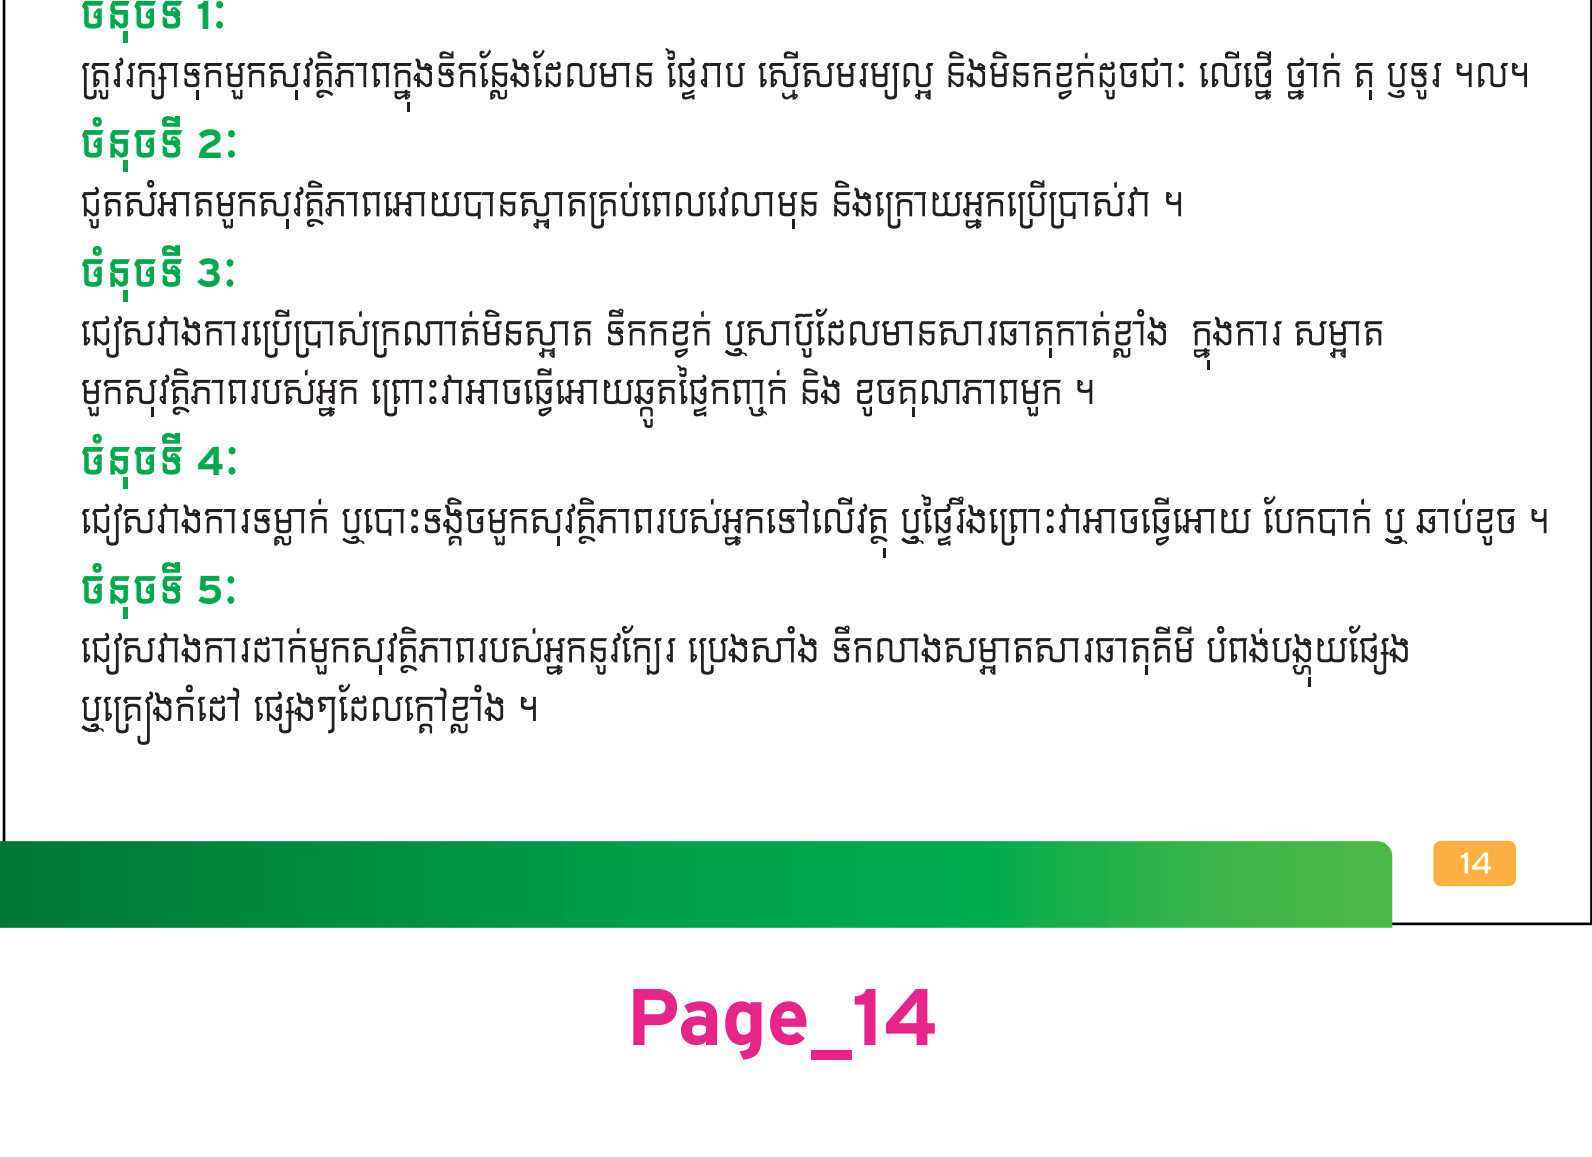 ចំនុចទី 1:
ត្រូវរក្សាទុកមួកសុវត្ថិភាពក្នុងទីកន្លែងដែលមាន ផ្ទៃរាប ស្មើសមរម្យល្អ និងមិនកខ្វក់ដូចជា: លើធ្នើ ថ្នាក់ តុ ឫទូរ ។ល។
ចំនុចទី 2:
ជូតសំអាតមួកសុវត្ថិភាពអោយបានស្អាតគ្រប់ពេលវេលាមុន និងក្រោយអ្នកប្រើប្រាស់វា ។
ចំនុចទី 3:
ជៀសវាងការប្រើប្រាស់ក្រណាាត់មិនស្អាត ទឹកកខ្វក់ ឬសាប៊ូដែលមានសារធាតុកាត់ខ្លាំង ក្នុងការ សម្អាត
មួកសុវត្ថិភាពរបស់អ្នក ព្រោះវាអាចធ្វើអោយឆ្កូតផ្ទៃកញ្ចក់ និង ខូចគុណភាពមួក ។
ចំនុចទី 4:
ជៀសវាងការទម្លាក់ ឬបោះទង្គិចមួកសុវត្ថិភាពរបស់អ្នកទៅលើវត្ថុ ឬផ្ទៃរឹងព្រោះវាអាចធ្វើអោយ បែកបាក់ ឬ ឆាប់ខូច ។
ចំនុចទី 5:
ជៀសវាងការដាក់មួកសុវត្ថិភាពរបស់អ្នកនូវក្បែរ ប្រេងសាំង ទឹកលាងសម្អាតសារធាតុគីមី បំពង់បង្ហុយផ្សែង
ឬគ្រឿងកំដៅ ផ្សេងៗដែលក្តៅខ្លាំង ។
14
Page_14